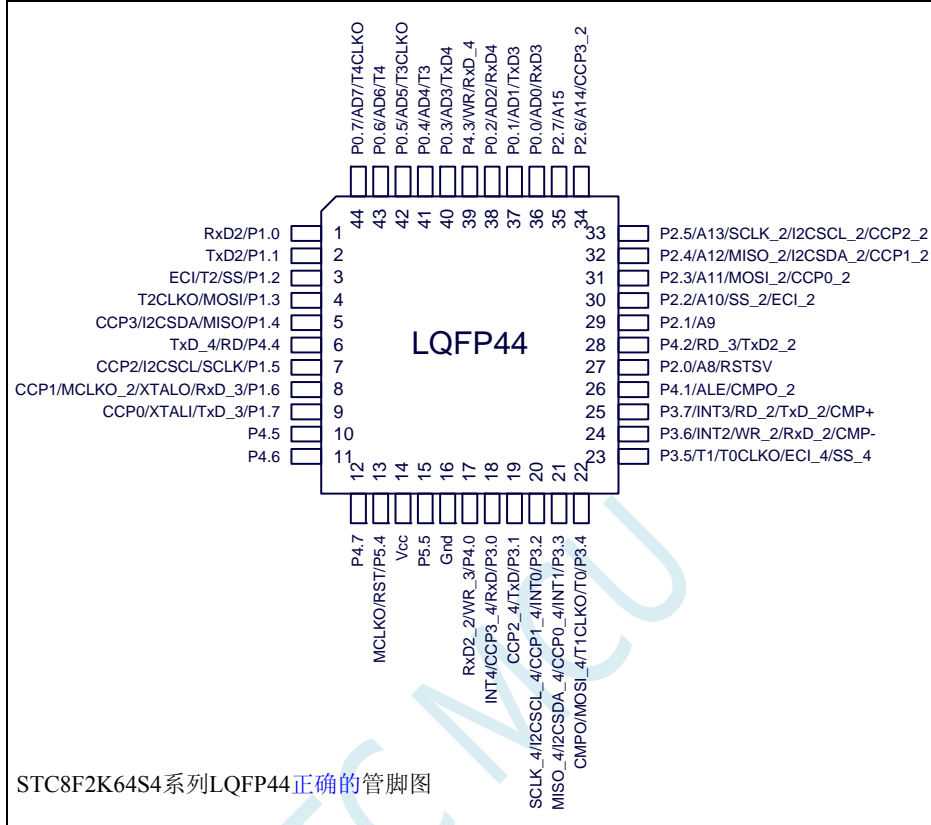 P0.7/AD7/T4CLKO
P0.6/AD6/T4
P0.5/AD5/T3CLKO
P0.4/AD4/T3
P0.3/AD3/TxD4
P4.3/WR/RxD_4
P0.2/AD2/RxD4
P0.1/AD1/TxD3
P0.0/AD0/RxD3
P2.7/A15
P2.6/A14/CCP3_2
44
43
42
41
40
39
38
37
36
35
34
RxD2/P1.0 1
TxD2/P1.1 2
ECI/T2/SS/P1.2 3
T2CLKO/MOSI/P1.3 4
CCP3/I2CSDA/MISO/P1.4 5
TxD_4/RD/P4.4 6
CCP2/I2CSCL/SCLK/P1.5 7
CCP1/MCLKO_2/XTALO/RxD_3/P1.6 8
CCP0/XTALI/TxD_3/P1.7 9
P4.5 10
P4.6 11
LQFP44
33 P2.5/A13/SCLK_2/I2CSCL_2/CCP2_2
32 P2.4/A12/MISO_2/I2CSDA_2/CCP1_2
31 P2.3/A11/MOSI_2/CCP0_2
30 P2.2/A10/SS_2/ECI_2
29 P2.1/A9
28 P4.2/RD_3/TxD2_2
27 P2.0/A8/RSTSV
26 P4.1/ALE/CMPO_2
25 P3.7/INT3/RD_2/TxD_2/CMP+
24 P3.6/INT2/WR_2/RxD_2/CMP-
23 P3.5/T1/T0CLKO/ECI_4/SS_4
12
13
14
15
16
17
18
19
20
21
22
P4.7
MCLKO/RST/P5.4
Vcc
P5.5
Gnd
RxD2_2/WR_3/P4.0
INT4/CCP3_4/RxD/P3.0
CCP2_4/TxD/P3.1
SCLK_4/I2CSCL_4/CCP1_4/INT0/P3.2
MISO_4/I2CSDA_4/CCP0_4/INT1/P3.3
CMPO/MOSI_4/T1CLKO/T0/P3.4
STC8F2K64S4系列LQFP44正确的管脚图
TC MCU